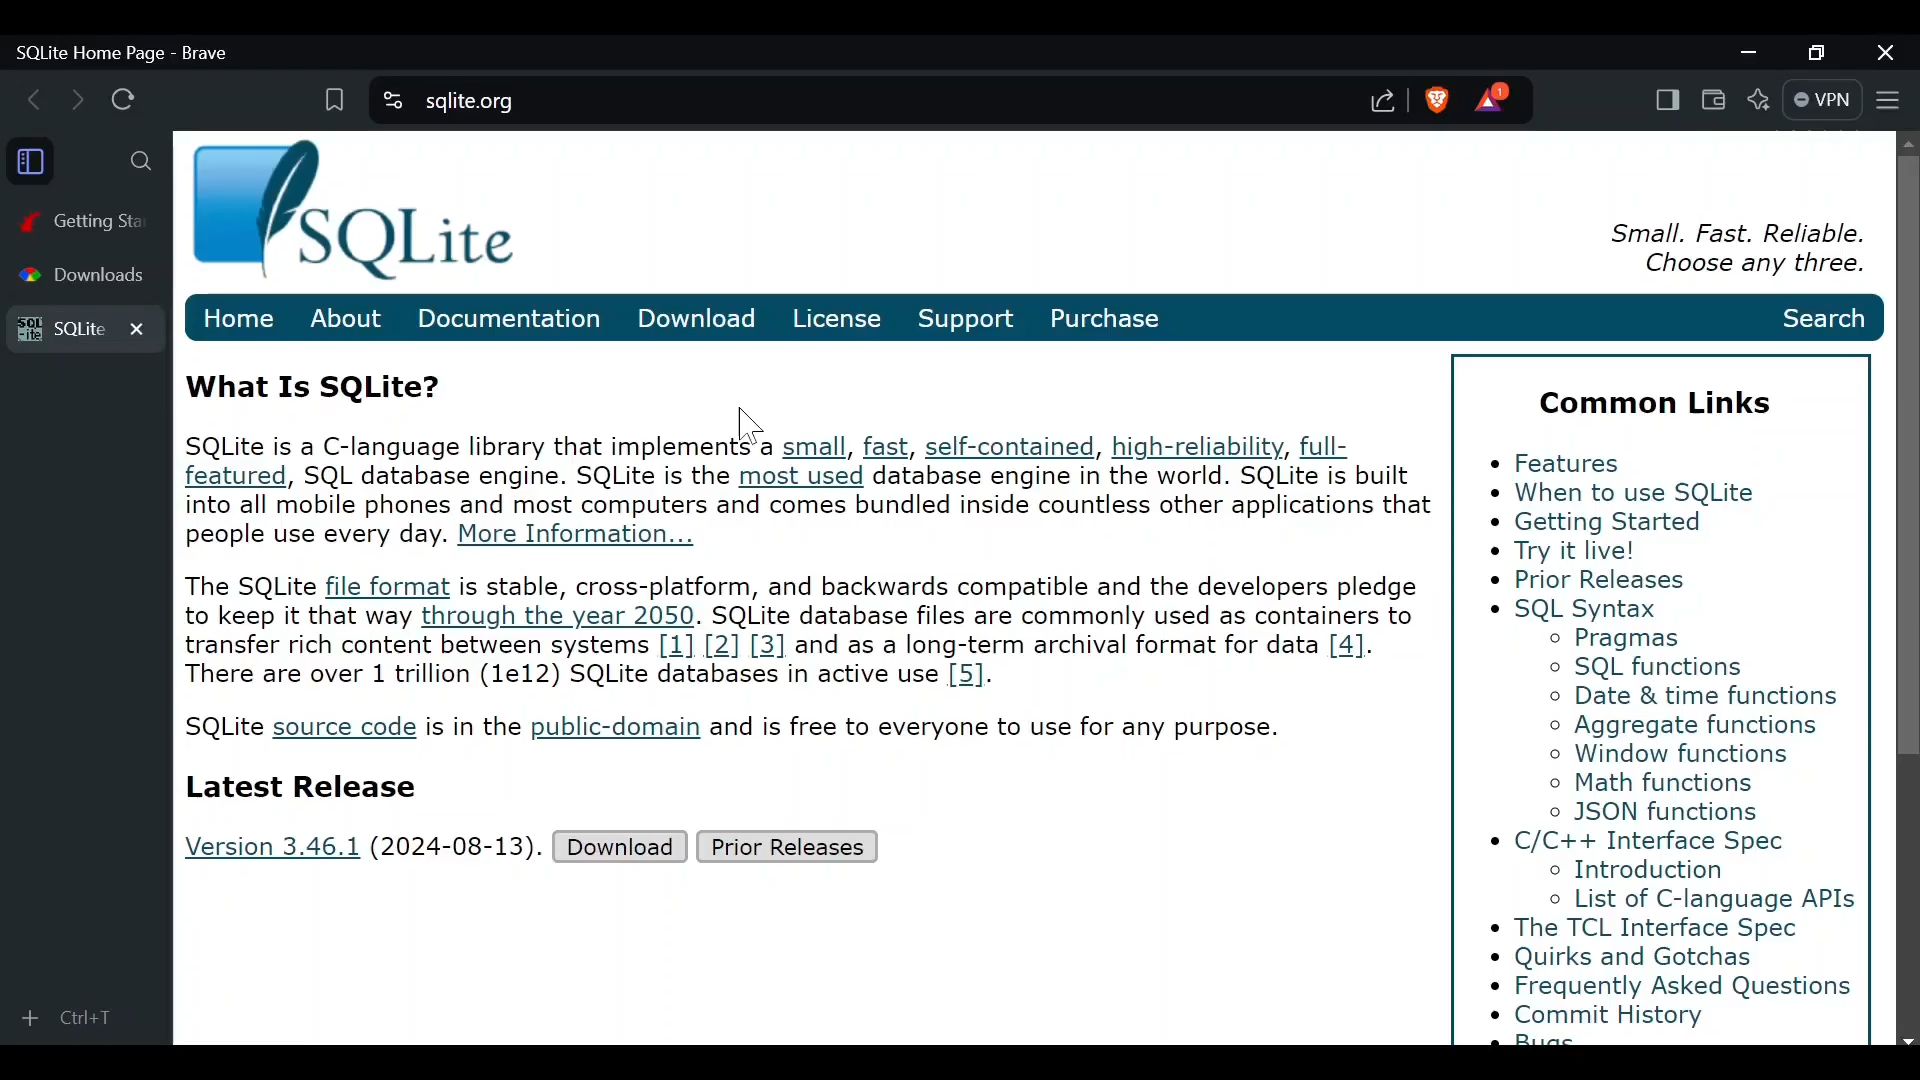 SQLite Home Page - Brave
sqlite.org
1
VPN
Getting Sta
Downloads
SQLite
Ctrl+T
SQLite
Small. Fast. Reliable.
Choose any three.
Home About Documentation Download License Support Purchase Search
What Is SQLite?
SQLite is a C-language library that implements a small, fast, self-contained, high-reliability, full-
featured, SQL database engine. SQLite is the most used database engine in the world. SQLite is built
into all mobile phones and most computers and comes bundled inside countless other applications that
people use every day. More Information...
The SQLite file format is stable, cross-platform, and backwards compatible and the developers pledge
to keep it that way through the year 2050. SQLite database files are commonly used as containers to
transfer rich content between systems [1] [2] [3] and as a long-term archival format for data [4].
There are over 1 trillion (1e12) SQLite databases in active use [5].
SQLite source code is in the public-domain and is free to everyone to use for any purpose.
Latest Release
Version 3.46.1 (2024-08-13). Download Prior Releases
Common Links
Features
When to use SQLite
Getting Started
Try it live!
Prior Releases
SQL Syntax
Pragmas
SQL functions
Date & time functions
Aggregate functions
Window functions
Math functions
JSON functions
C/C++ Interface Spec
Introduction
List of C-language APIs
The TCL Interface Spec
Quirks and Gotchas
Frequently Asked Questions
Commit History
Bugs